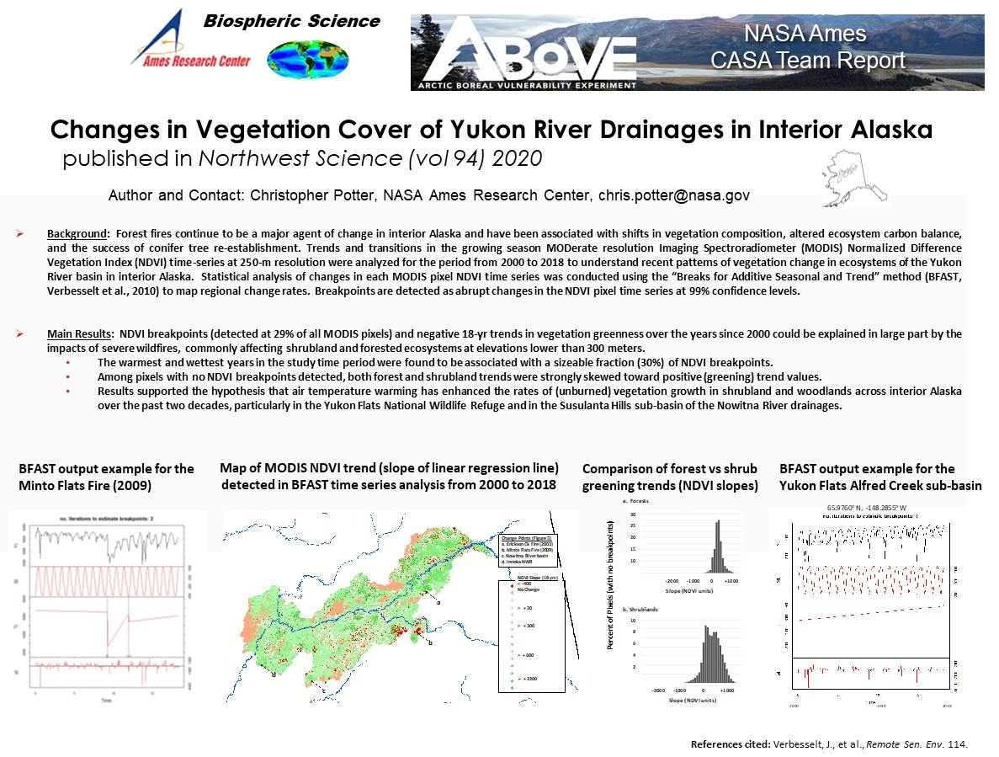 Biospheric Science
Ames Research Center
ABoVE
ARCTIC BOREAL VULNERABILITY EXPERIMENT
NASA Ames
CASA Team Report
Changes in Vegetation Cover of Yukon River Drainages in Interior Alaska
published in Northwest Science (vol 94) 2020
Author and Contact: Christopher Potter, NASA Ames Research Center, chris.potter@nasa.gov
Background: Forest fires continue to be a major agent of change in interior Alaska and have been associated with shifts in vegetation composition, altered ecosystem carbon balance,
and the success of conifer tree re-establishment. Trends and transitions in the growing season MODerate resolution Imaging Spectroradiometer (MODIS) Normalized Difference
Vegetation Index (NDVI) time-series at 250-m resolution were analyzed for the period from 2000 to 2018 to understand recent patterns of vegetation change in ecosystems of the Yukon
River basin in interior Alaska. Statistical analysis of changes in each MODIS pixel NDVI time series was conducted using the “Breaks for Additive Seasonal and Trend” method (BFAST,
Verbesselt et al., 2010) to map regional change rates. Breakpoints are detected as abrupt changes in the NDVI pixel time series at 99% confidence levels.
Main Results: NDVI breakpoints (detected at 29% of all MODIS pixels) and negative 18-yr trends in vegetation greenness over the years since 2000 could be explained in large part by the
impacts of severe wildfires, commonly affecting shrubland and forested ecosystems at elevations lower than 300 meters.
• The warmest and wettest years in the study time period were found to be associated with a sizeable fraction (30%) of NDVI breakpoints.
• Among pixels with no NDVI breakpoints detected, both forest and shrubland trends were strongly skewed toward positive (greening) trend values.
• Results supported the hypothesis that air temperature warming has enhanced the rates of (unburned) vegetation growth in shrubland and woodlands across interior Alaska
over the past two decades, particularly in the Yukon Flats National Wildlife Refuge and in the Susulanta Hills sub-basin of the Nowitna River drainages.
BFAST output example for the
Minto Flats Fire (2009)
no. iterations to estimate breakpoints: 2
Time
Map of MODIS NDVI trend (slope of linear regression line)
detected in BFAST time series analysis from 2000 to 2018
Change Points (Figure 5)
a. Erickson Ck Fire (2003)
b. Minto Flats Fire (2009)
c. Nowitna River basin
d. Innoka NWR
NDVI Slope (18 yrs)
< -400
No Change
> +20
> +300
> +600
> +2200
a
b
c
d
Comparison of forest vs shrub
greening trends (NDVI slopes)
Percent of Pixels (with no breakpoints)
a. Forests
30
25
20
15
10
-2000 -1000 0 +1000
Slope (NDVI units)
b. Shrublands
10
8
6
4
2
-2000 -1000 0 +1000
Slope (NDVI units)
BFAST output example for the
Yukon Flats Alfred Creek sub-basin
65.9760° N, -148.2855° W
no. iterations to estimate breakpoints: 1
2000 2010 2018
References cited: Verbesselt, J., et al., Remote Sen. Env. 114.